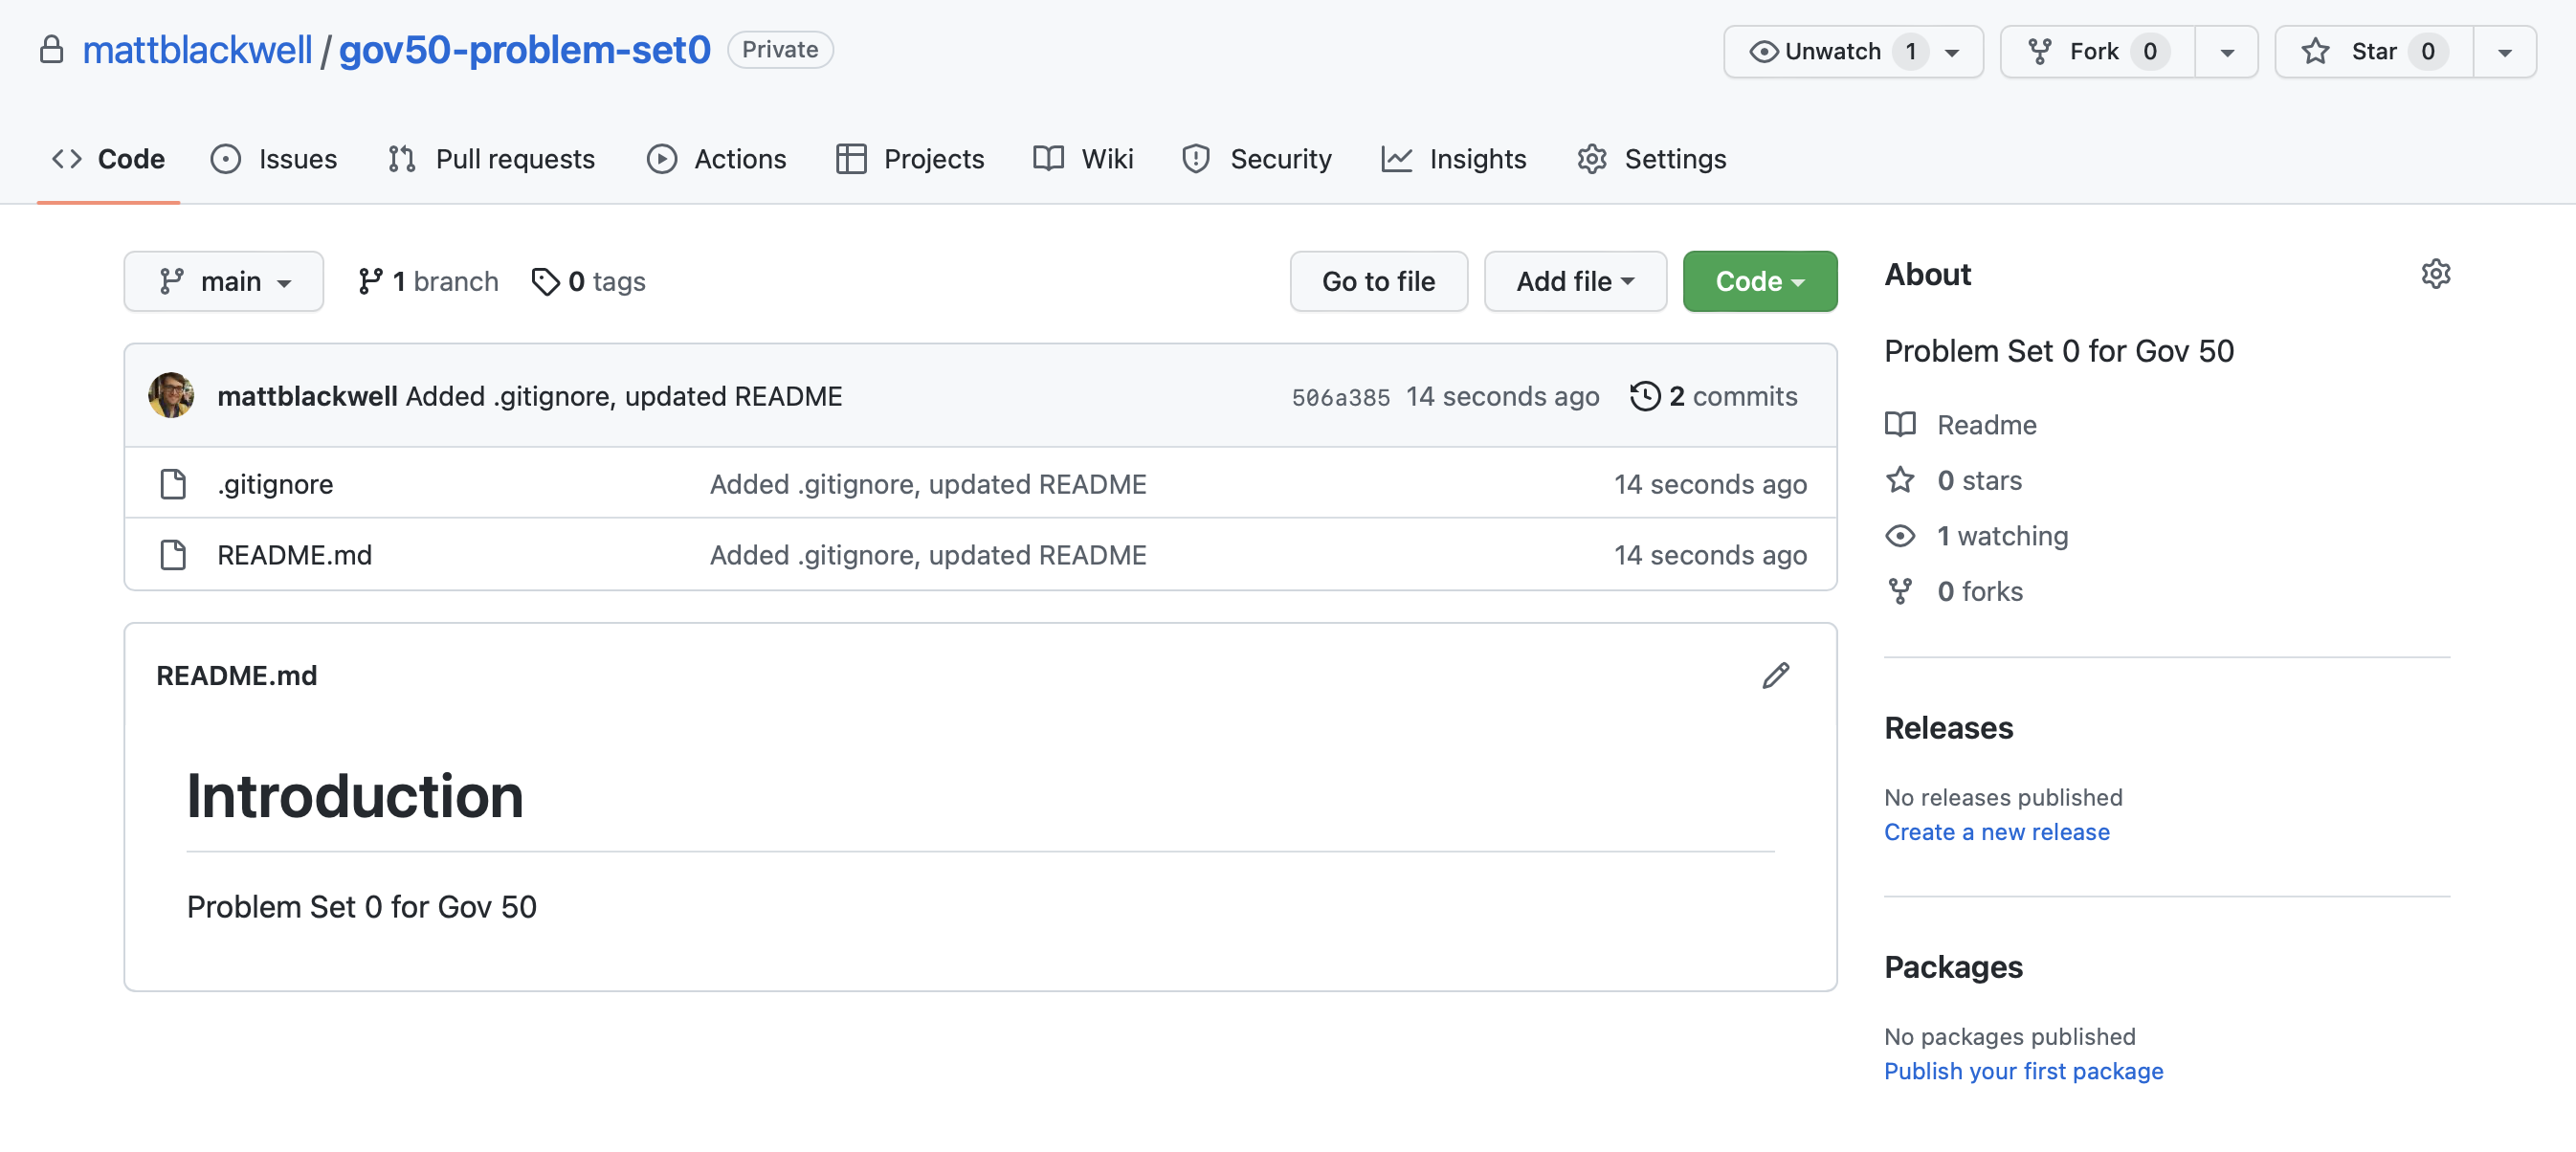 mattblackwell / gov50-problem-set0 Private
Unwatch 1 Fork 0 Star 0
Code Issues Pull requests Actions Projects Wiki Security Insights Settings
main 1 branch 0 tags Go to file Add file Code
mattblackwell Added .gitignore, updated README 506a385 14 seconds ago 2 commits
.gitignore Added .gitignore, updated README 14 seconds ago
README.md Added .gitignore, updated README 14 seconds ago
README.md
Introduction
Problem Set 0 for Gov 50
About
Problem Set 0 for Gov 50
Readme
0 stars
1 watching
0 forks
Releases
No releases published
Create a new release
Packages
No packages published
Publish your first package